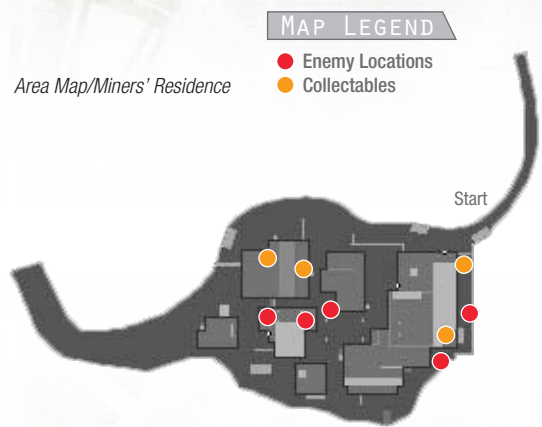 MAP LEGEND
Enemy Locations
Area Map/Miners' Residence
Collectables
Start